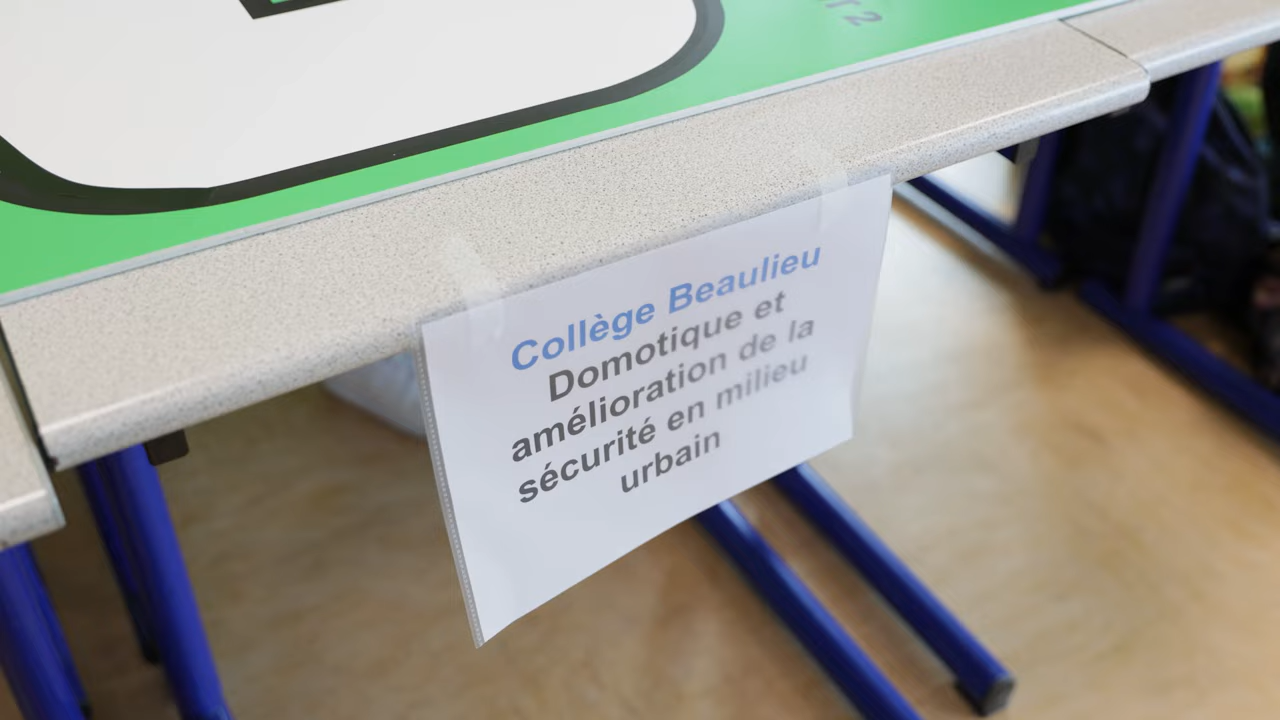 Collège Beaulieu
Domotique et
amélioration de la
sécurité en milieu
urbain